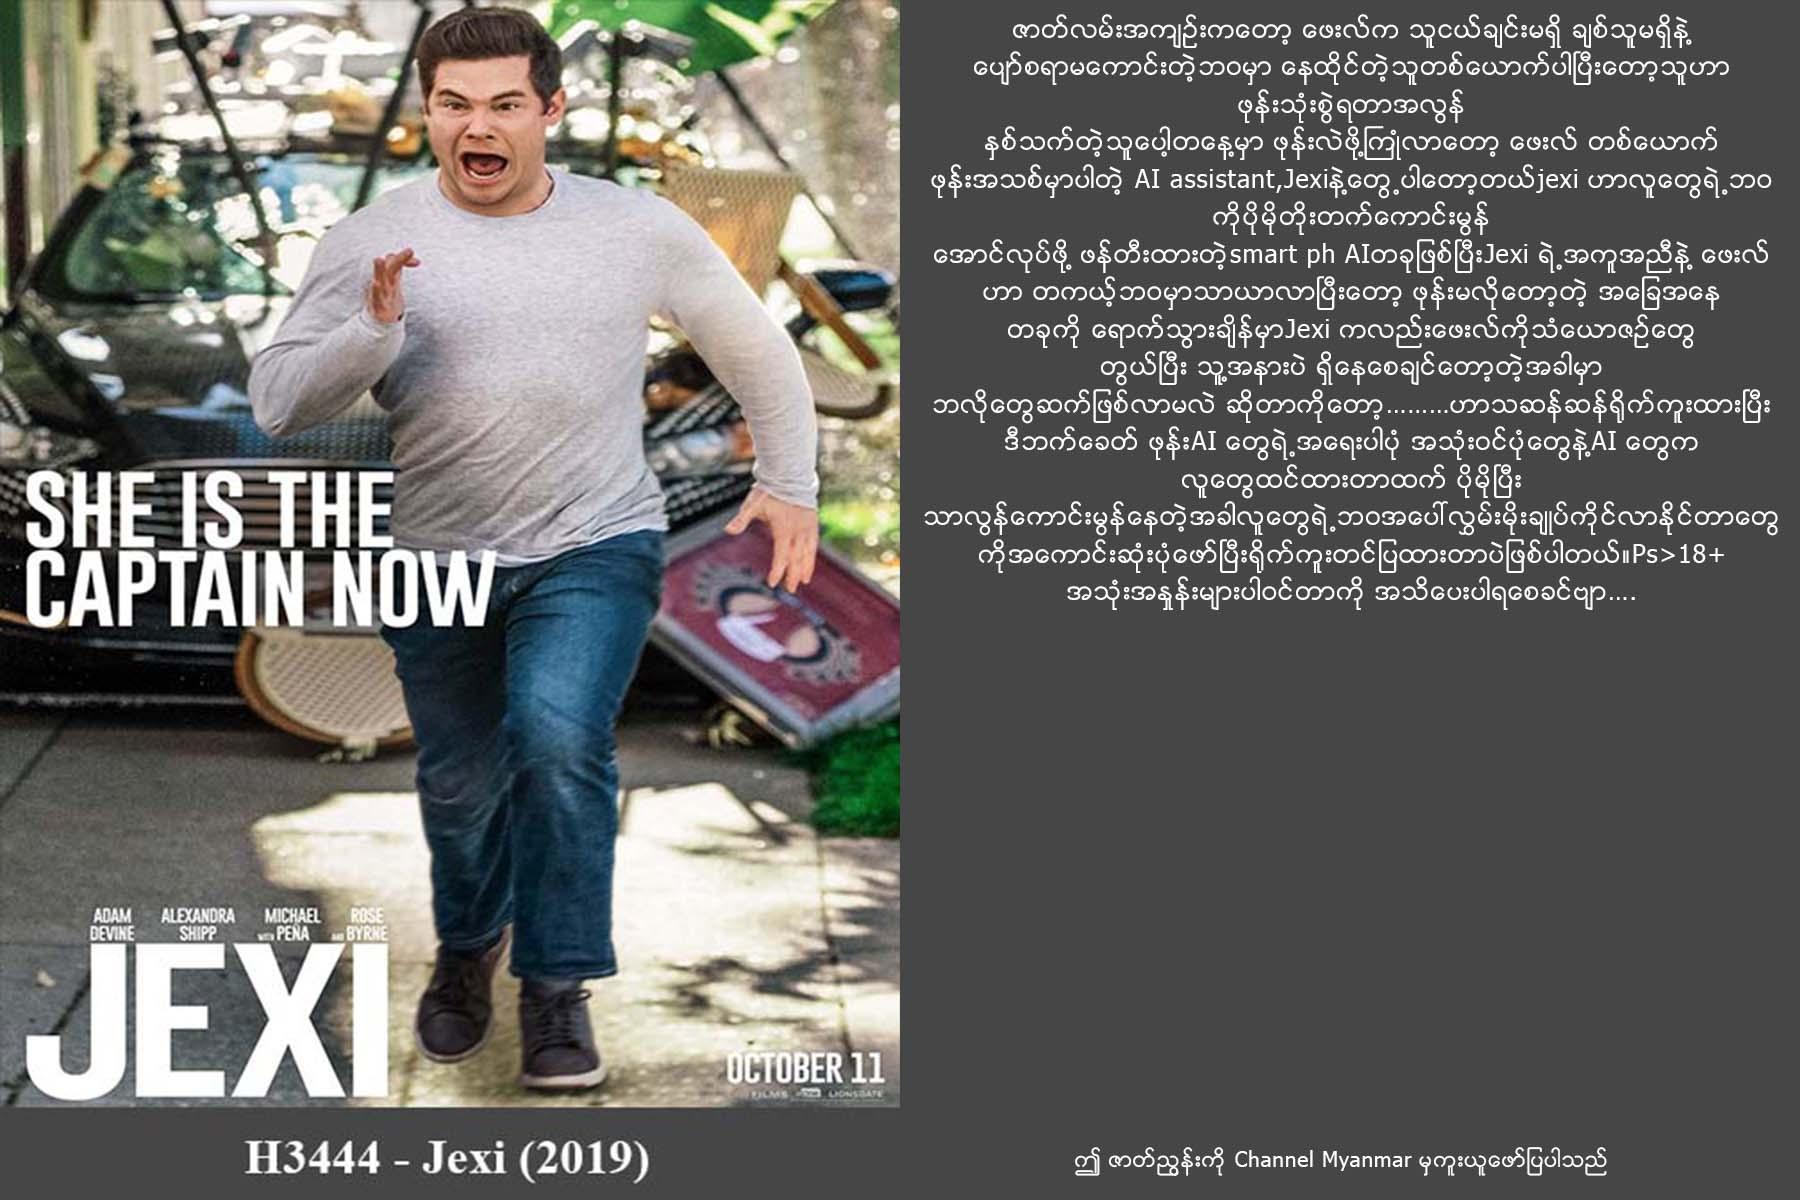 SHE IS THE
CAPTAIN NOW
ADAM DEVINE
ALEXANDRA SHIPP
MICHAEL PEÑA
ROSE BYRNE
JEXI
OCTOBER 11
FILMS
LIONSGATE
H3444 - Jexi (2019)
ဇာတ်လမ်းအကျဉ်းကတော့ ဖေးလ်က သူငယ်ချင်းမရှိ ချစ်သူမရှိနဲ့
ပျော်စရာမကောင်းတဲ့ဘဝမှာ နေထိုင်တဲ့သူတစ်ယောက်ပါပြီးတော့သူဟာ
ဖုန်းသုံးစွဲရတာအလွန်
နှစ်သက်တဲ့သူပေါ့တနေ့မှာ ဖုန်းလဲဖို့ကြုံလာတော့ ဖေးလ် တစ်ယောက်
ဖုန်းအသစ်မှာပါတဲ့ AI assistant,Jexiနဲ့တွေ့ပါတော့တယ်jexi ဟာလူတွေရဲ့ဘဝ
ကိုပိုမိုတိုးတက်ကောင်းမွန်
အောင်လုပ်ဖို့ ဖန်တီးထားတဲ့smart ph AIတခုဖြစ်ပြီးJexi ရဲ့အကူအညီနဲ့ ဖေးလ်
ဟာ တကယ့်ဘဝမှာသာယာလာပြီးတော့ ဖုန်းမလိုတော့တဲ့ အခြေအနေ
တခုကို ရောက်သွားချိန်မှာJexi ကလည်းဖေးလ်ကိုသံယောဇဉ်တွေ
တွယ်ပြီး သူ့အနားပဲ ရှိနေစေချင်တော့တဲ့အခါမှာ
ဘလိုတွေဆက်ဖြစ်လာမလဲ ဆိုတာကိုတော့.........ဟာသဆန်ဆန်ရိုက်ကူးထားပြီး
ဒီဘက်ခေတ် ဖုန်းAI တွေရဲ့အရေးပါပုံ အသုံးဝင်ပုံတွေနဲ့AI တွေက
လူတွေထင်ထားတာထက် ပိုမိုပြီး
သာလွန်ကောင်းမွန်နေတဲ့အခါလူတွေရဲ့ဘဝအပေါ်လွှမ်းမိုးချုပ်ကိုင်လာနိုင်တာတွေ
ကိုအကောင်းဆုံးပုံဖော်ပြီးရိုက်ကူးတင်ပြထားတာပဲဖြစ်ပါတယ်။Ps>18+
အသုံးအနှုန်းများပါဝင်တာကို အသိပေးပါရစေခင်ဗျာ....
ဤ ဇာတ်ညွှန်းကို Channel Myanmar မှကူးယူဖော်ပြပါသည်